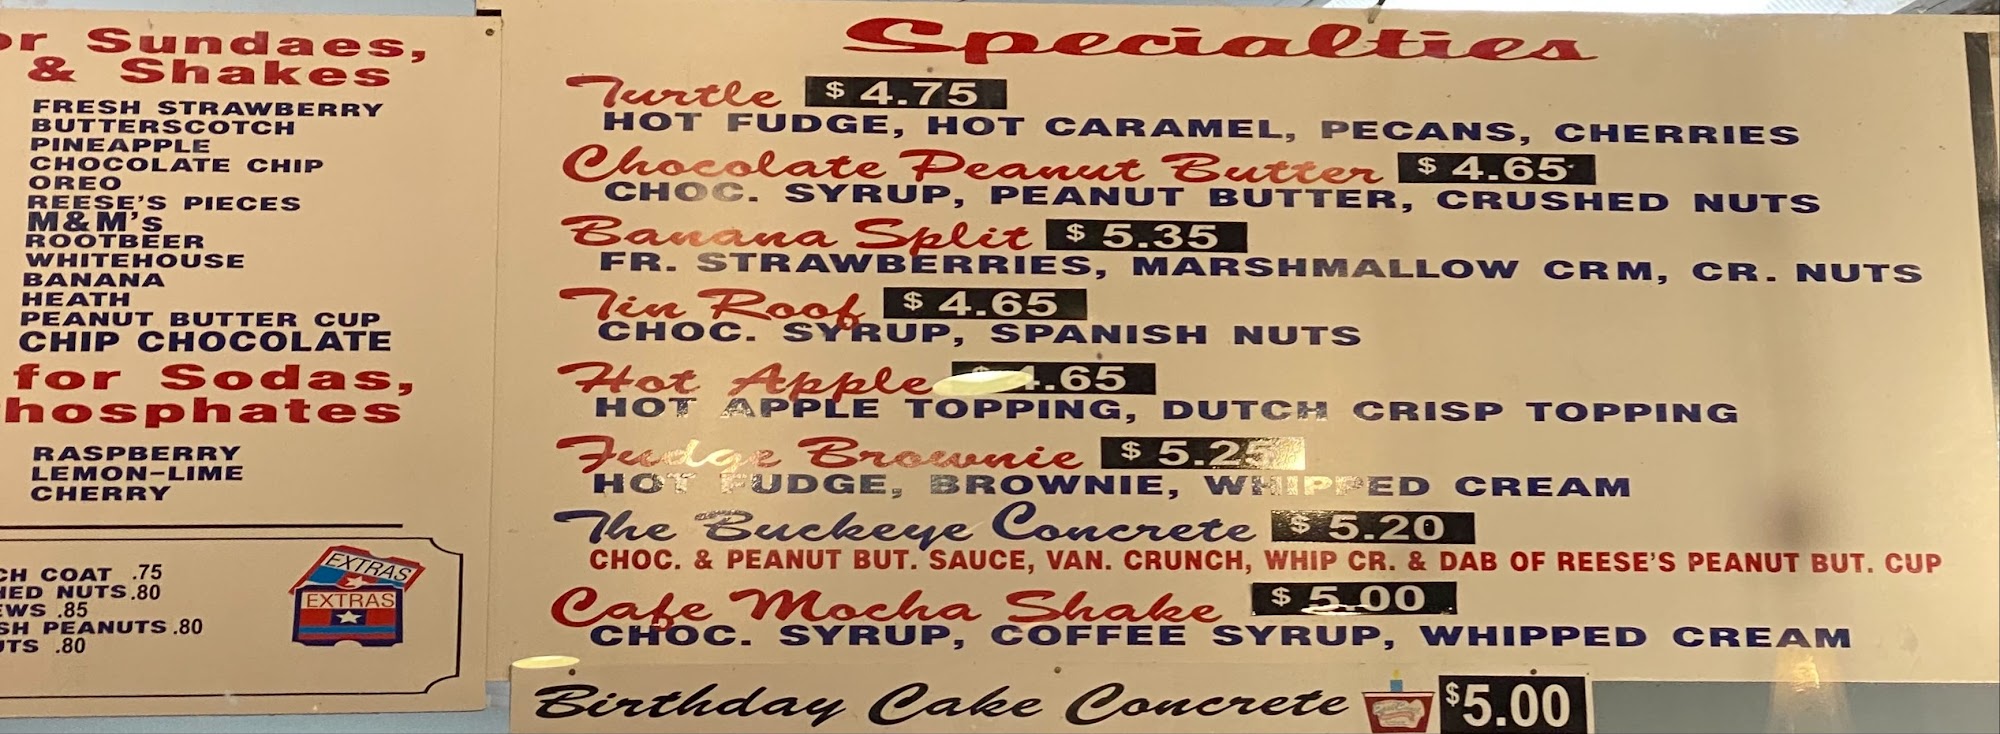 Sundaes,
& Shakes
FRESH STRAWBERRY
BUTTERSCOTCH
PINEAPPLE
CHOCOLATE CHIP
OREO
REESE'S PIECES
M&M'S
ROOTBEER
WHITEHOUSE
BANANA
HEATH
PEANUT BUTTER CUP
CHIP CHOCOLATE
for Sodas,
hosphates
RASPBERRY
LEMON-LIME
CHERRY
COAT .75
NUTS .80
.85
PEANUTS .80
.80
EXTRAS
EXTRAS
Specialties
Turtle $ 4.75
HOT FUDGE, HOT CARAMEL, PECANS, CHERRIES
Chocolate Peanut Butter $ 4.65
CHOC. SYRUP, PEANUT BUTTER, CRUSHED NUTS
Banana Split $ 5.35
FR. STRAWBERRIES, MARSHMALLOW CRM, CR. NUTS
Tin Roof $ 4.65
CHOC. SYRUP, SPANISH NUTS
Hot Apple $ 4.65
HOT APPLE TOPPING, DUTCH CRISP TOPPING
Fudge Brownie $ 5.25
HOT FUDGE, BROWNIE, WHIPPED CREAM
The Buckeye Concrete $ 5.20
CHOC. & PEANUT BUT. SAUCE, VAN. CRUNCH, WHIP CR. & DAB OF REESE'S PEANUT BUT. CUP
Cafe Mocha Shake $ 5.00
CHOC. SYRUP, COFFEE SYRUP, WHIPPED CREAM
Birthday Cake Concrete $5.00